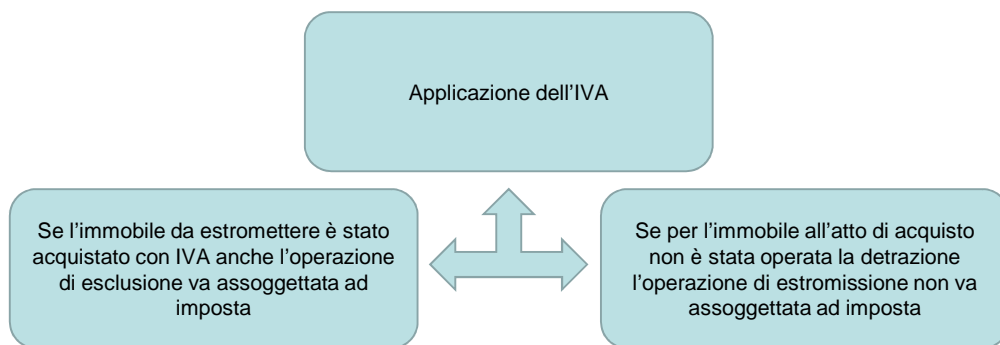 Applicazione dell’IVA
Se l’immobile da estromettere è stato
acquistato con IVA anche l’operazione
di esclusione va assoggettata ad
imposta
Se per l’immobile all’atto di acquisto
non è stata operata la detrazione
l’operazione di estromissione non va
assoggettata ad imposta